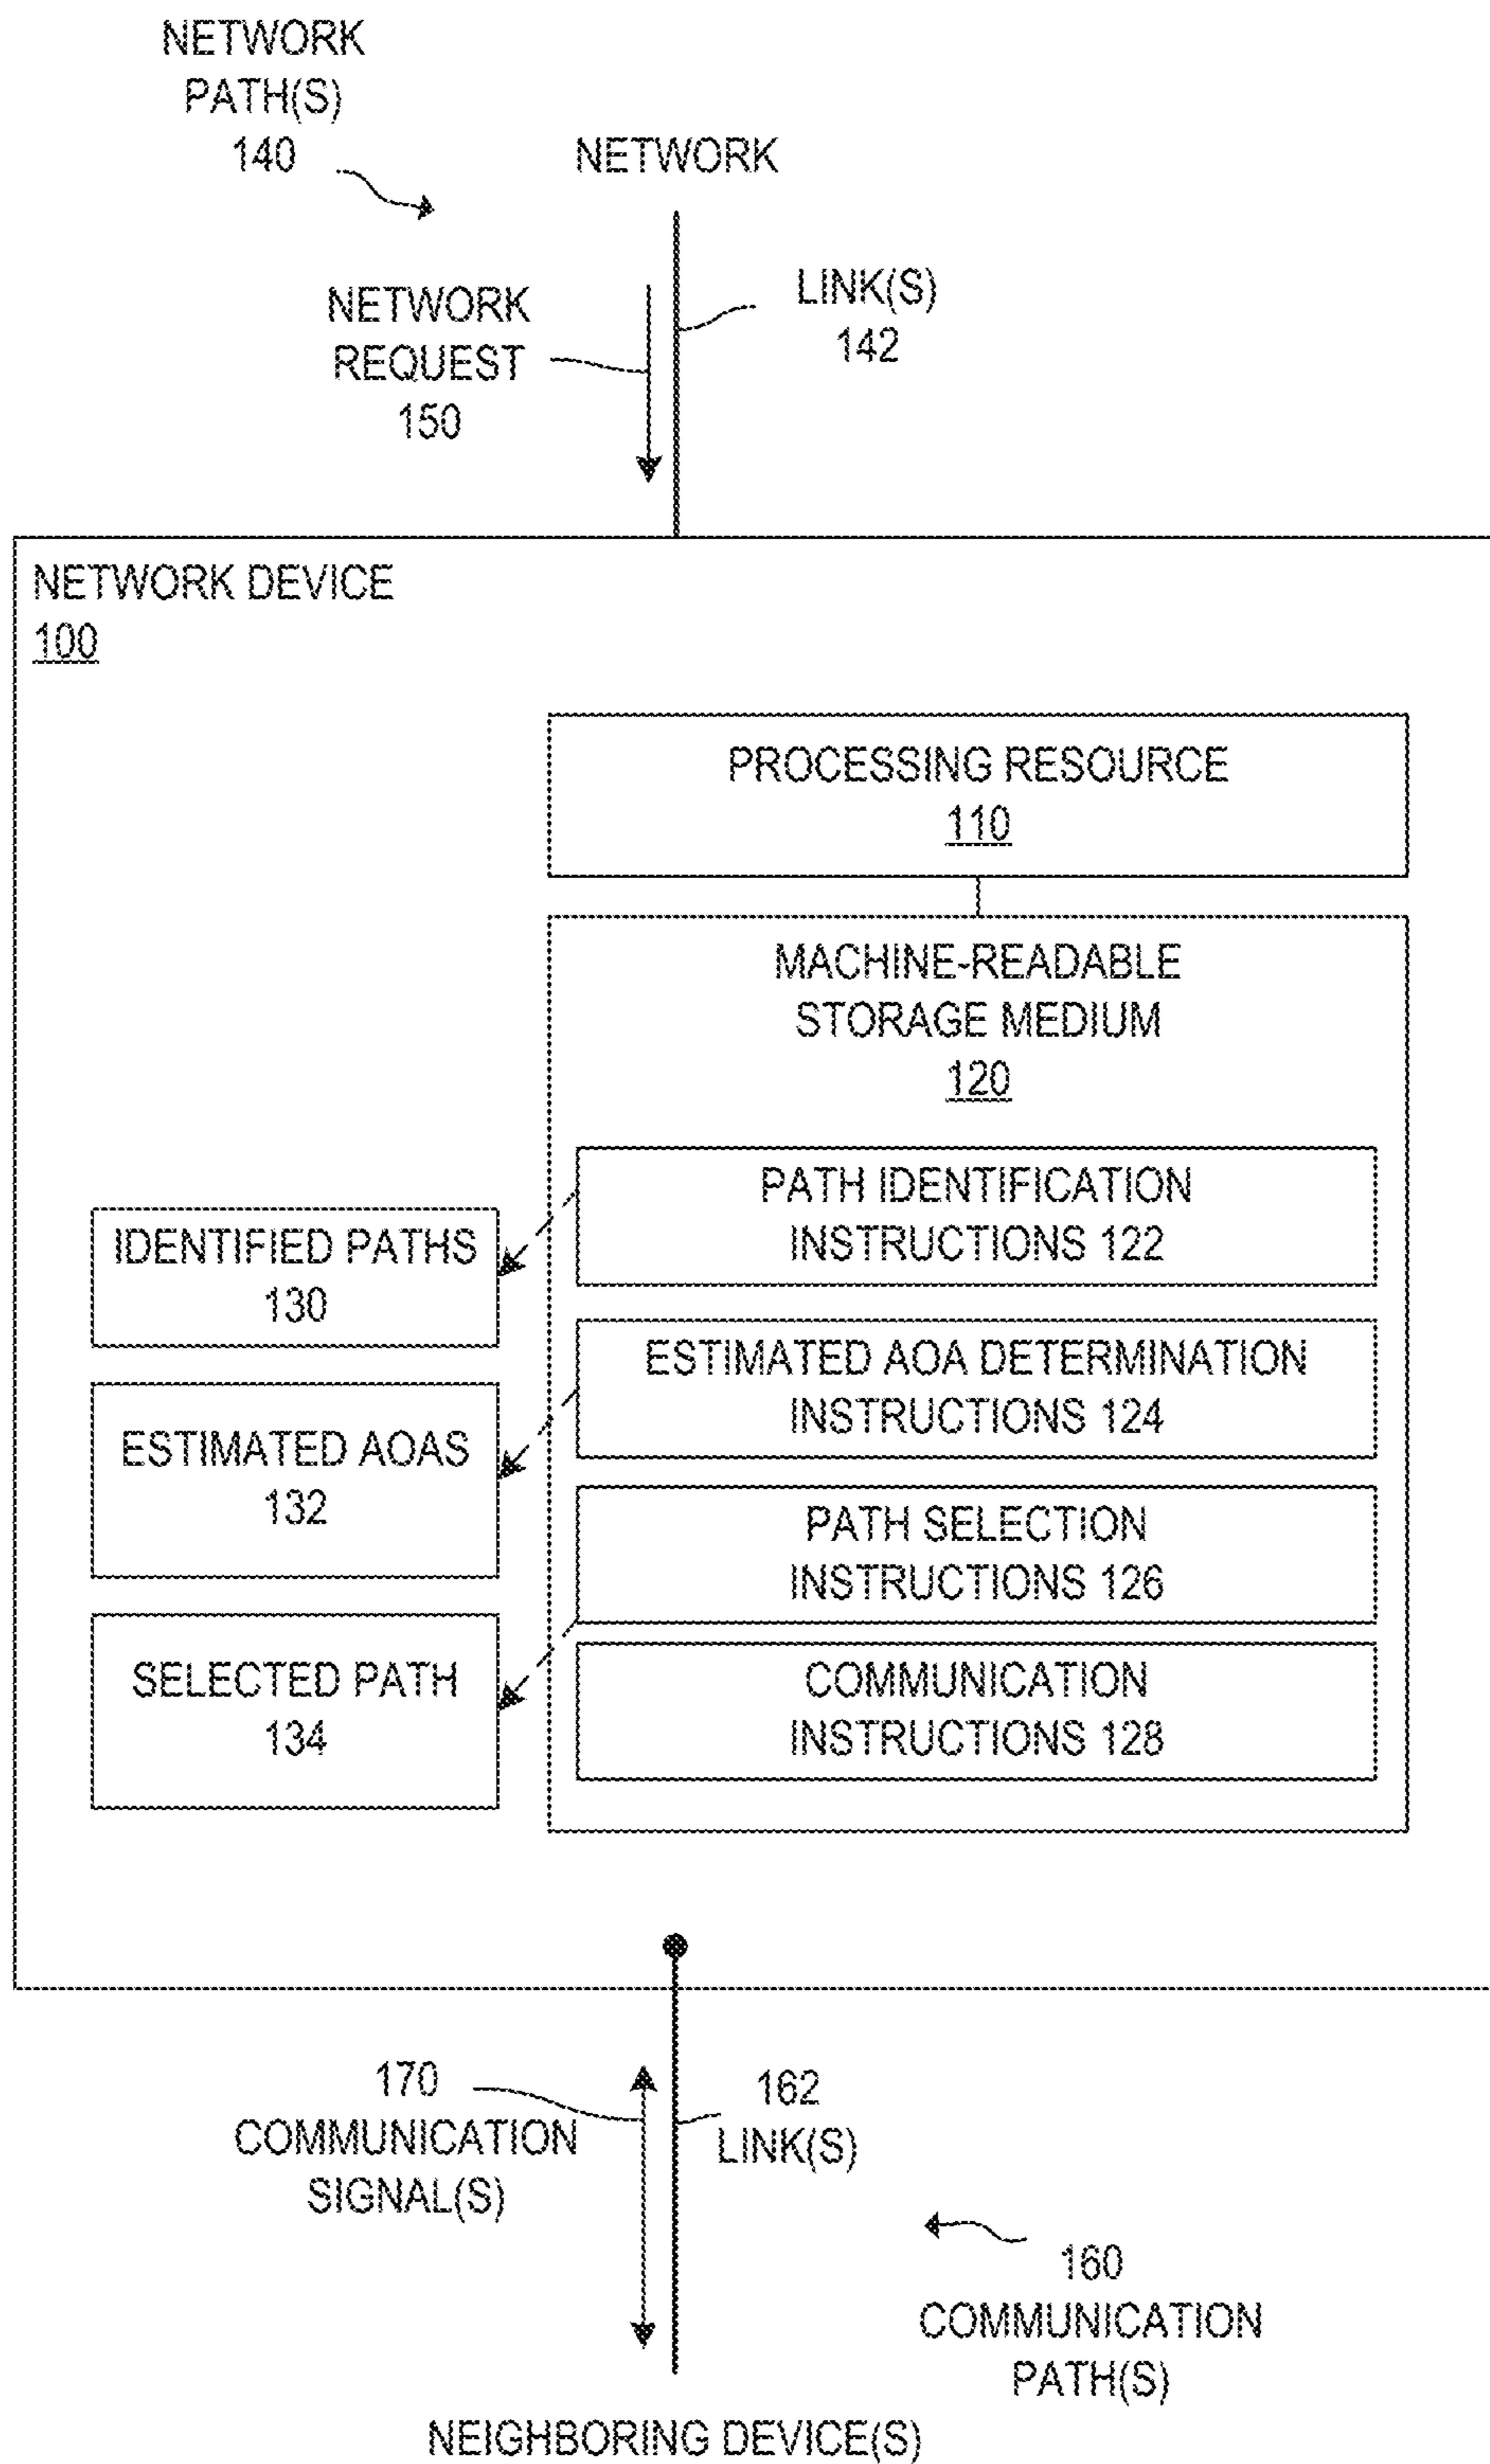 NETWORK
PATH(S)
140
NETWORK
NETWORK
REQUEST
150
LINK(S)
142
NETWORK DEVICE
100
PROCESSING RESOURCE
110
MACHINE-READABLE
STORAGE MEDIUM
120
PATH IDENTIFICATION
INSTRUCTIONS 122
IDENTIFIED PATHS
130
ESTIMATED AOA DETERMINATION
INSTRUCTIONS 124
ESTIMATED AOAS
132
PATH SELECTION
INSTRUCTIONS 126
SELECTED PATH
134
COMMUNICATION
INSTRUCTIONS 128
170
COMMUNICATION
SIGNAL(S)
162
LINK(S)
160
COMMUNICATION
PATH(S)
NEIGHBORING DEVICE(S)